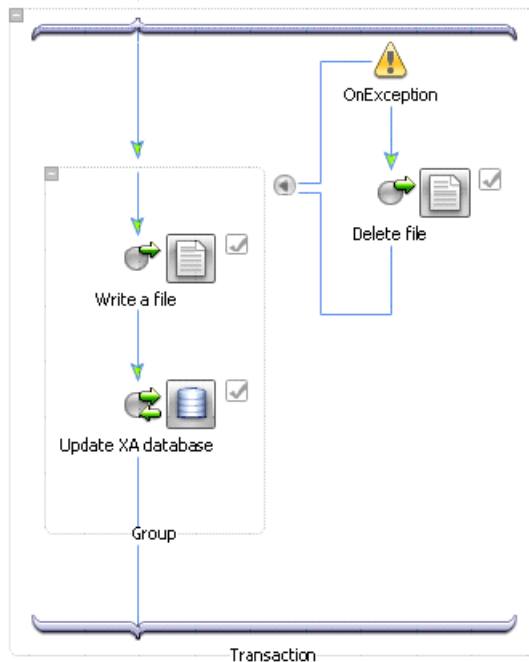 OnException
Delete file
Write a file
Update XA database
Group
Transaction